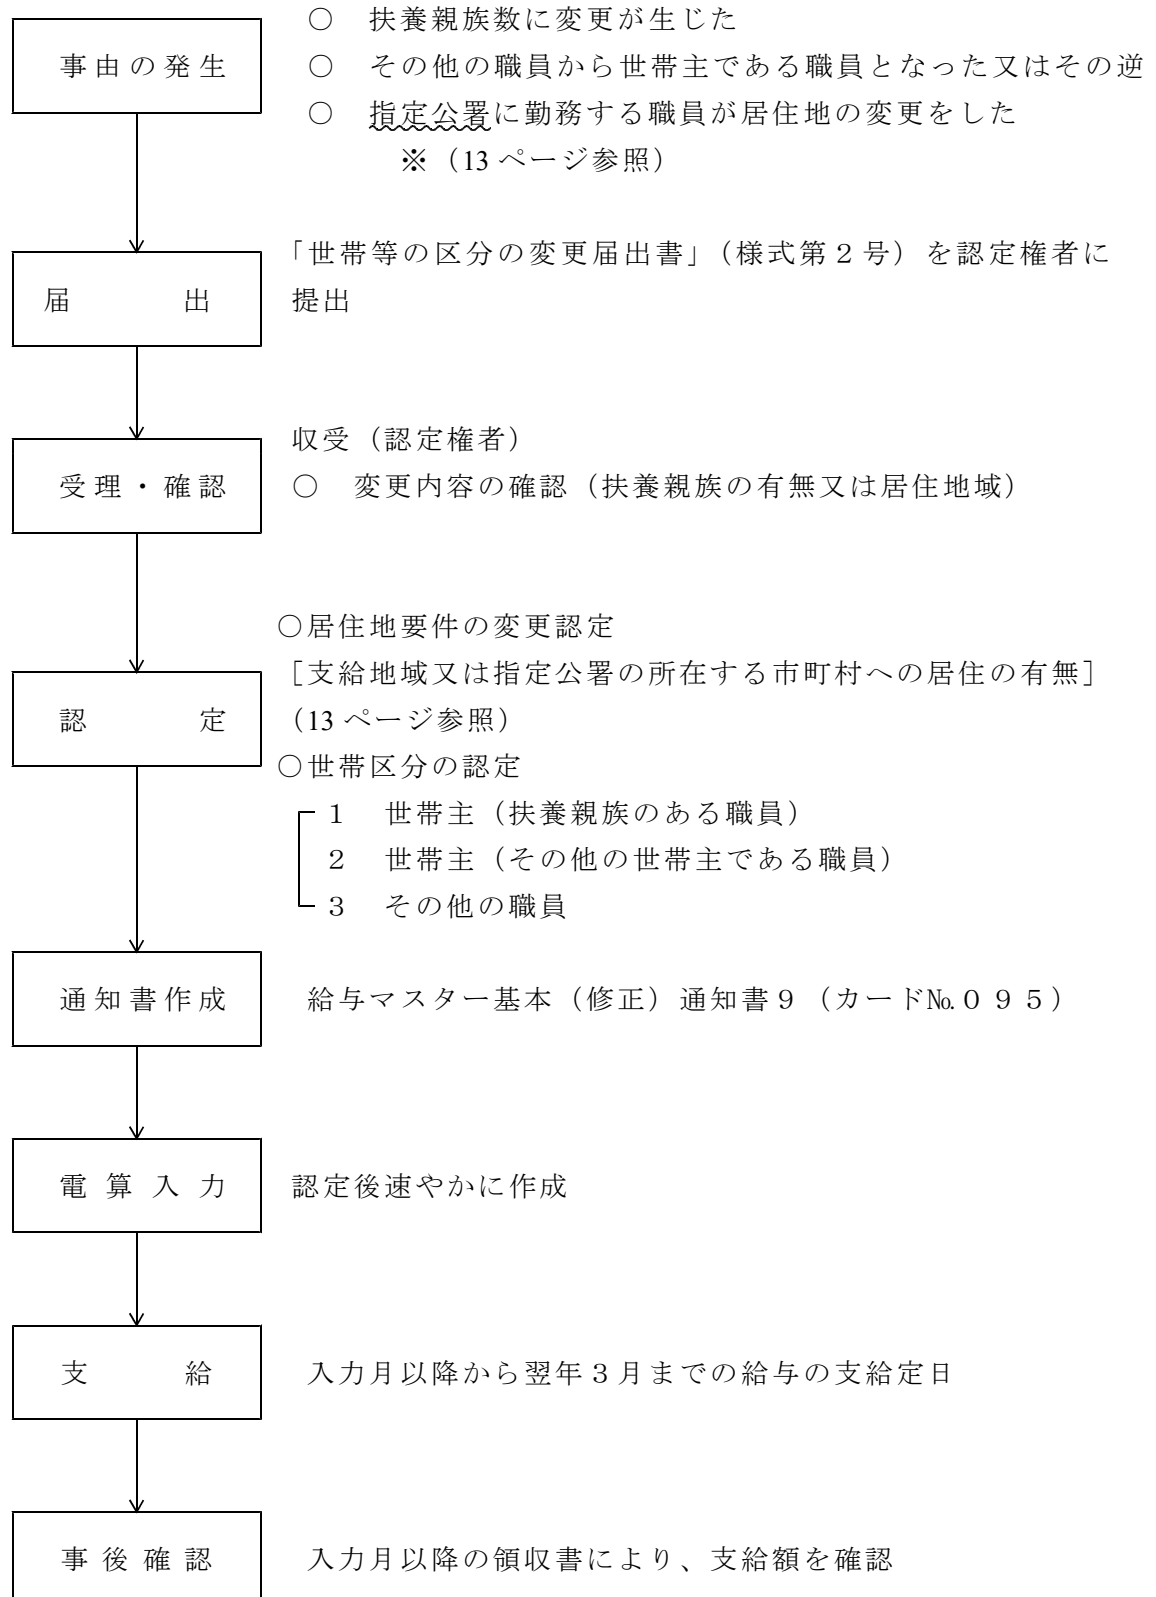 事由の発生
○　扶養親族数に変更が生じた
○　その他の職員から世帯主である職員となった又はその逆
○　指定公署に勤務する職員が居住地の変更をした
※（13ページ参照）
届　出
「世帯等の区分の変更届出書」（様式第２号）を認定権者に
提出
受理・確認
収受（認定権者）
○　変更内容の確認（扶養親族の有無又は居住地域）
認　定
○居住地要件の変更認定
［支給地域又は指定公署の所在する市町村への居住の有無］
（13ページ参照）
○世帯区分の認定
１　世帯主（扶養親族のある職員）
２　世帯主（その他の世帯主である職員）
３　その他の職員
通知書作成
給与マスター基本（修正）通知書９（カード№０９５）
電算入力
認定後速やかに作成
支　給
入力月以降から翌年３月までの給与の支給定日
事後確認
入力月以降の領収書により、支給額を確認